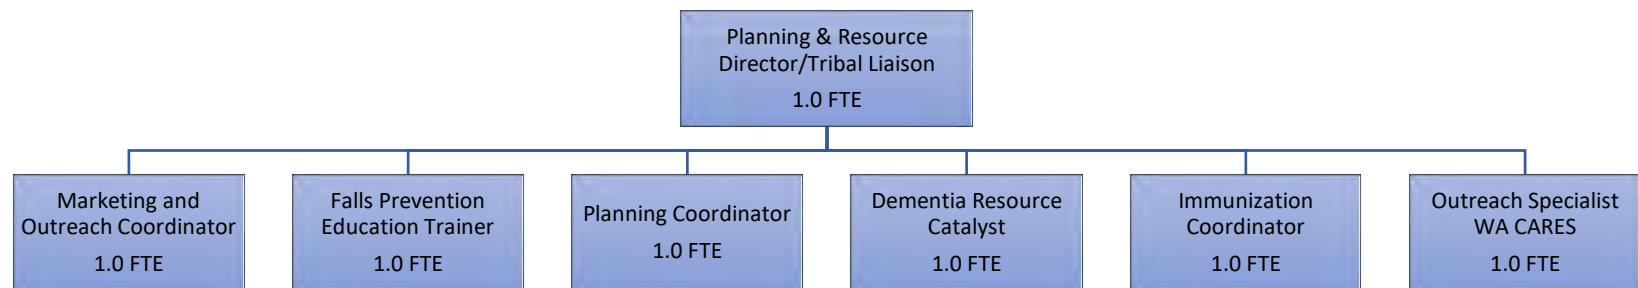 Planning & Resource
Director/Tribal Liaison
1.0 FTE
Marketing and
Outreach Coordinator
1.0 FTE
Falls Prevention
Education Trainer
1.0 FTE
Planning Coordinator
1.0 FTE
Dementia Resource
Catalyst
1.0 FTE
Immunization
Coordinator
1.0 FTE
Outreach Specialist
WA CARES
1.0 FTE